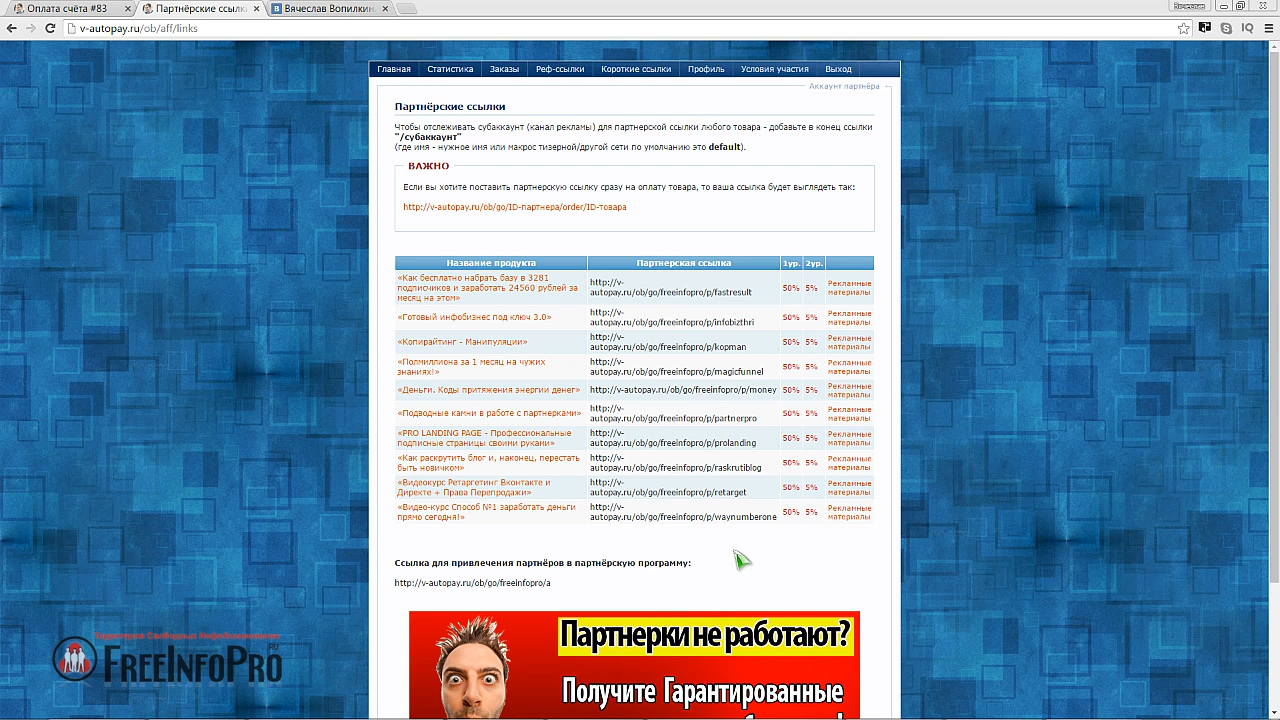 Оплата счёта #83
Партнёрские ссылк
Вячеслав Вопилкин
Вячеслав
v-autopay.ru/ob/aff/links
Главная Статистика Заказы Реф-ссылки Короткие ссылки Профиль Условия участия Выход
Аккаунт партнёра
Партнёрские ссылки
Чтобы отслеживать субаккаунт (канал рекламы) для партнерской ссылки любого товара - добавьте в конец ссылки
"/субаккаунт"
(где имя - нужное имя или макрос тизерной/другой сети по умолчанию это default).
ВАЖНО
Если вы хотите поставить партнерскую ссылку сразу на оплату товара, то ваша ссылка будет выглядеть так:
http://v-autopay.ru/ob/go/ID-партнера/order/ID-товара
Название продукта Партнерская ссылка 1ур. 2ур.
«Как бесплатно набрать базу в 3281
подписчиков и заработать 24560 рублей за
месяц на этом»
http://v-
autopay.ru/ob/go/freeinfopro/p/fastresult
50% 5%
Рекламные
материалы
«Готовый инфобизнес под ключ 3.0»
http://v-
autopay.ru/ob/go/freeinfopro/p/infobizthri
50% 5%
Рекламные
материалы
«Копирайтинг - Манипуляции»
http://v-
autopay.ru/ob/go/freeinfopro/p/kopman
50% 5%
Рекламные
материалы
«Полмиллиона за 1 месяц на чужих
знаниях!»
http://v-
autopay.ru/ob/go/freeinfopro/p/magicfunnel
50% 5%
Рекламные
материалы
«Деньги. Коды притяжения энергии денег»
http://v-autopay.ru/ob/go/freeinfopro/p/money
50% 5%
Рекламные
материалы
«Подводные камни в работе с партнерками»
http://v-
autopay.ru/ob/go/freeinfopro/p/partnerpro
50% 5%
Рекламные
материалы
«PRO LANDING PAGE - Профессиональные
подписные страницы своими руками»
http://v-
autopay.ru/ob/go/freeinfopro/p/prolanding
50% 5%
Рекламные
материалы
«Как раскрутить блог и, наконец, перестать
быть новичком»
http://v-
autopay.ru/ob/go/freeinfopro/p/raskrutiblog
50% 5%
Рекламные
материалы
«Видеокурс Ретаргетинг Вконтакте и
Директе + Права Перепродажи»
http://v-
autopay.ru/ob/go/freeinfopro/p/retarget
50% 5%
Рекламные
материалы
«Видео-курс Способ №1 заработать деньги
прямо сегодня!»
http://v-
autopay.ru/ob/go/freeinfopro/p/waynumberone
50% 5%
Рекламные
материалы
Ссылка для привлечения партнёров в партнёрскую программу:
http://v-autopay.ru/ob/go/freeinfopro/a
Партнерки не работают?
Получите Гарантированные
FREEINFOPRO
RU